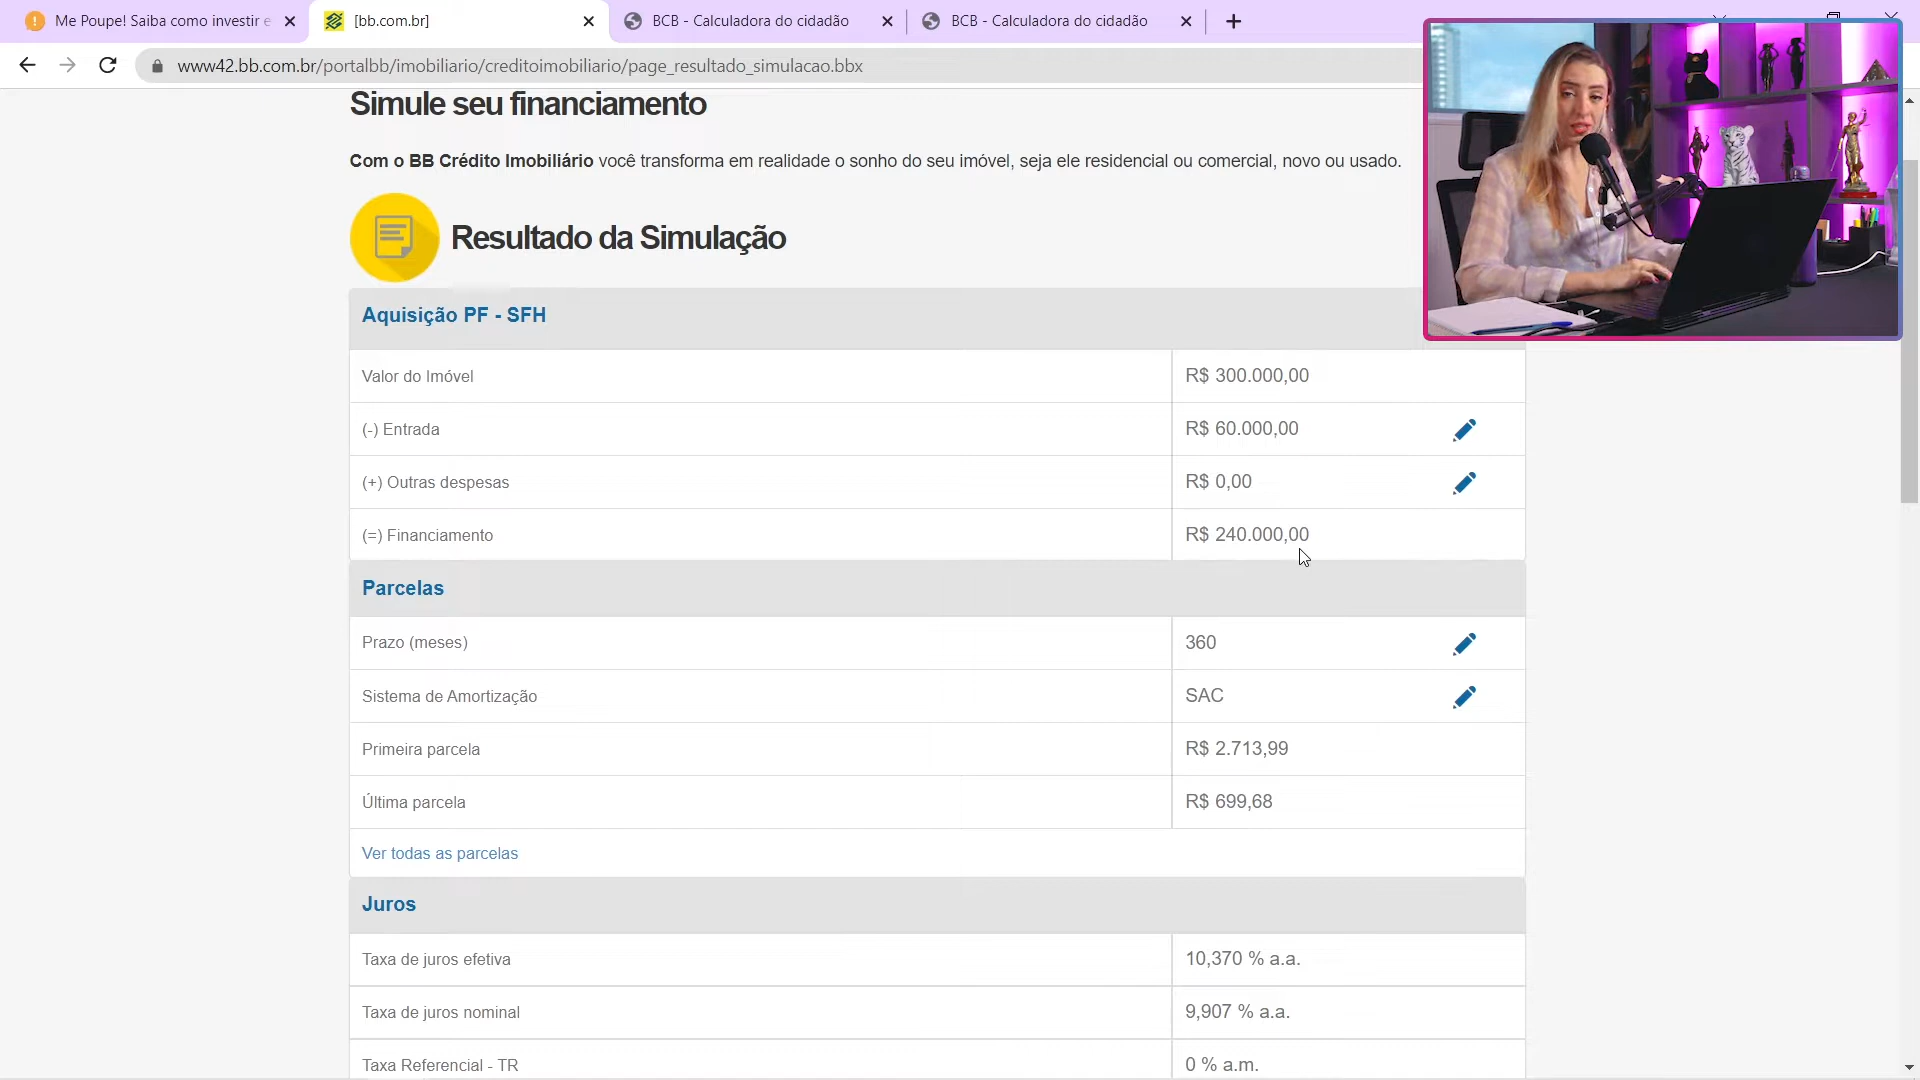 Me Poupe! Saiba como investir e
[bb.com.br]
BCB - Calculadora do cidadão
BCB - Calculadora do cidadão
www42.bb.com.br/portalbb/imobiliario/creditoimobiliario/page_resultado_simulacao.bbx
Simule seu financiamento
Com o BB Crédito Imobiliário você transforma em realidade o sonho do seu imóvel, seja ele residencial ou comercial, novo ou usado.
Resultado da Simulação
Aquisição PF - SFH
Valor do Imóvel R$ 300.000,00
(-) Entrada R$ 60.000,00
(+) Outras despesas R$ 0,00
(=) Financiamento R$ 240.000,00
Parcelas
Prazo (meses) 360
Sistema de Amortização SAC
Primeira parcela R$ 2.713,99
Última parcela R$ 699,68
Ver todas as parcelas
Juros
Taxa de juros efetiva 10,370 % a.a.
Taxa de juros nominal 9,907 % a.a.
Taxa Referencial - TR 0 % a.m.